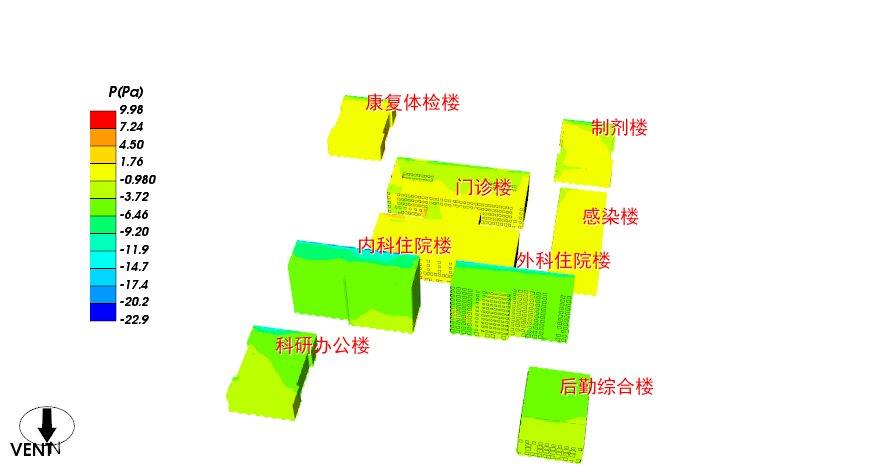 P(Pa)
9.98
7.24
4.50
1.76
-0.980
-3.72
-6.46
-9.20
-11.9
-14.7
-17.4
-20.2
-22.9
康复体检楼
制剂楼
门诊楼
感染楼
内科住院楼
外科住院楼
科研办公楼
后勤综合楼
VENT
N